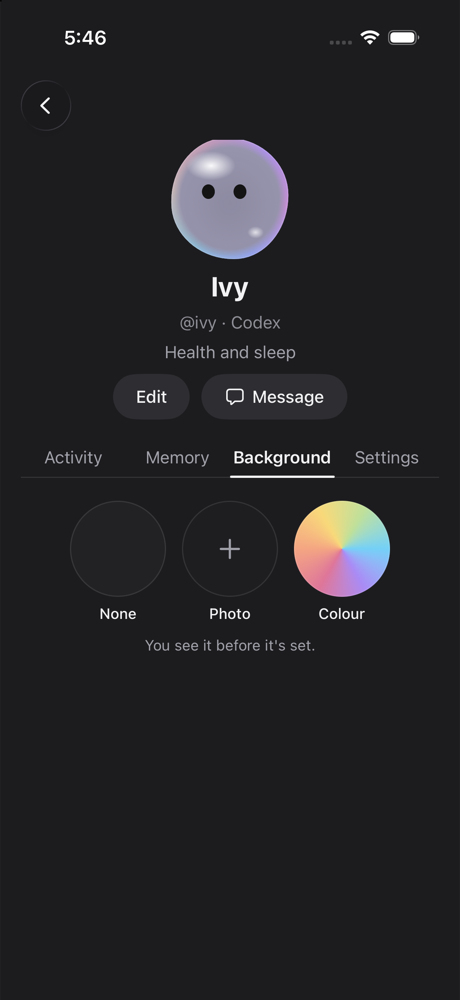 5:46
Ivy
@ivy · Codex
Health and sleep
Edit
Message
Activity
Memory
Background
Settings
None
Photo
Colour
You see it before it's set.